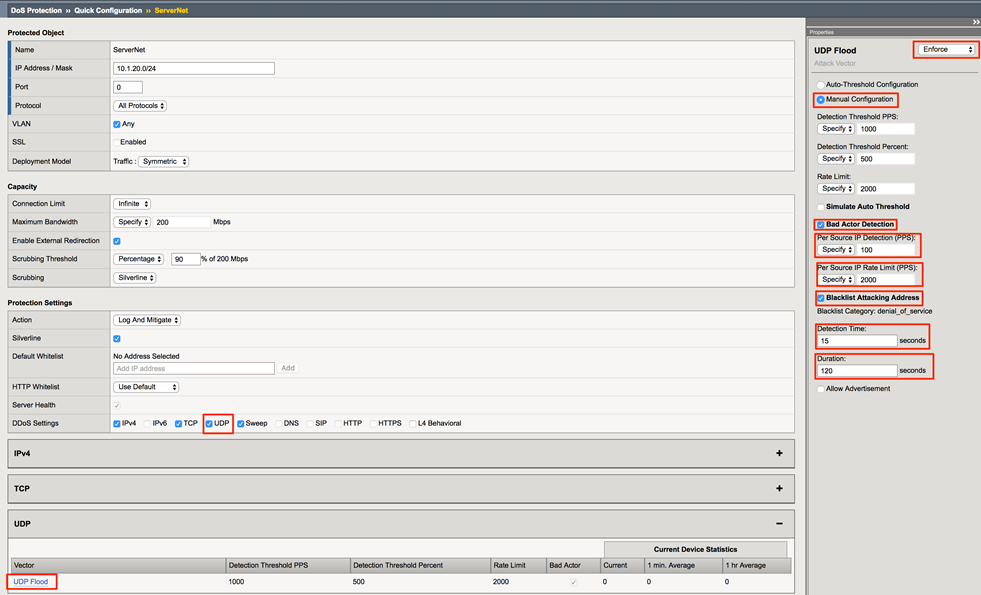 DoS Protection » Quick Configuration » ServerNet
Protected Object
Name ServerNet
IP Address / Mask 10.1.20.0/24
Port 0
Protocol All Protocols
VLAN Any
SSL Enabled
Deployment Model Traffic : Symmetric
Capacity
Connection Limit Infinite
Maximum Bandwidth Specify 200 Mbps
Enable External Redirection
Scrubbing Threshold Percentage 90 % of 200 Mbps
Scrubbing Silverline
Protection Settings
Action Log And Mitigate
Silverline
Default Whitelist No Address Selected
Add IP address Add
HTTP Whitelist Use Default
Server Health
DDoS Settings IPv4 IPv6 TCP UDP Sweep DNS SIP HTTP HTTPS L4 Behavioral
IPv4 +
TCP +
UDP −
Current Device Statistics
Vector Detection Threshold PPS Detection Threshold Percent Rate Limit Bad Actor Current 1 min. Average 1 hr Average
UDP Flood 1000 500 2000 0 0 0
»
Properties
UDP Flood Enforce
Attack Vector
Auto-Threshold Configuration
Manual Configuration
Detection Threshold PPS:
Specify 1000
Detection Threshold Percent:
Specify 500
Rate Limit:
Specify 2000
Simulate Auto Threshold
Bad Actor Detection
Per Source IP Detection (PPS):
Specify 100
Per Source IP Rate Limit (PPS):
Specify 2000
Blacklist Attacking Address
Blacklist Category: denial_of_service
Detection Time:
15 seconds
Duration:
120 seconds
Allow Advertisement